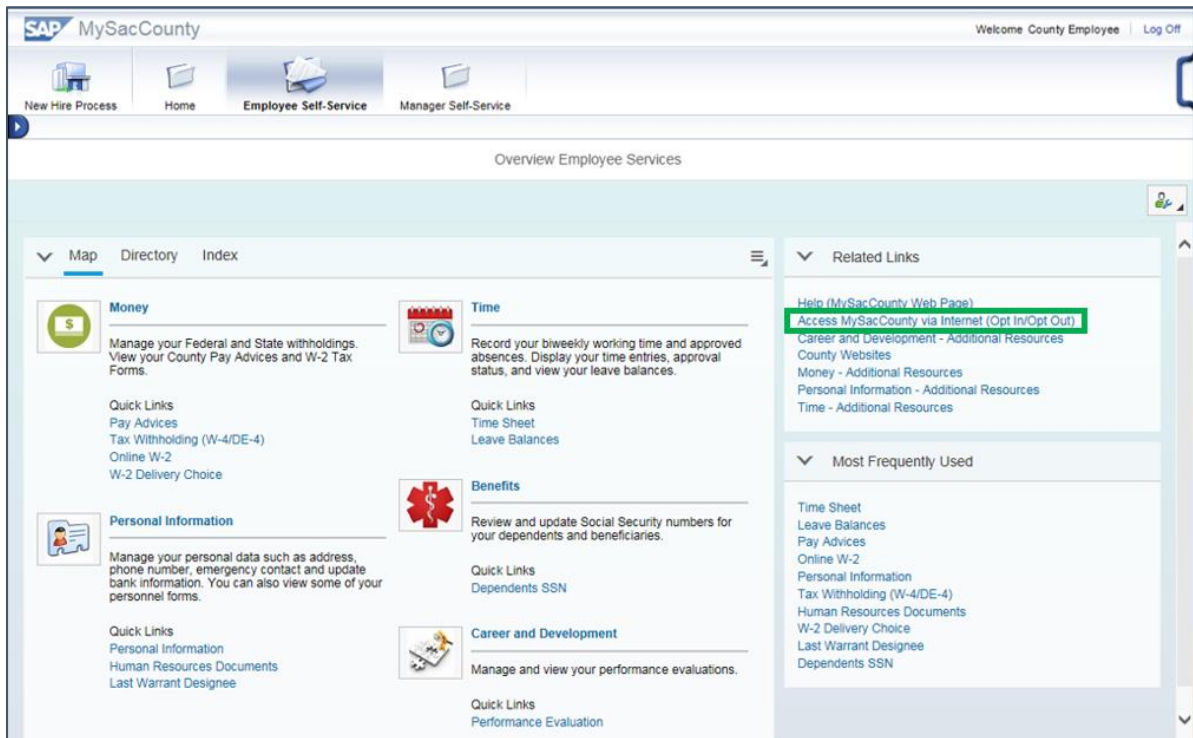 SAP MySacCounty
Welcome County Employee | Log Off
New Hire Process
Home
Employee Self-Service
Manager Self-Service
Overview Employee Services
Map Directory Index
Money
Manage your Federal and State withholdings.
View your County Pay Advices and W-2 Tax
Forms.
Quick Links
Pay Advices
Tax Withholding (W-4/DE-4)
Online W-2
W-2 Delivery Choice
Personal Information
Manage your personal data such as address,
phone number, emergency contact and update
bank information. You can also view some of your
personnel forms.
Quick Links
Personal Information
Human Resources Documents
Last Warrant Designee
Time
Record your biweekly working time and approved
absences. Display your time entries, approval
status, and view your leave balances.
Quick Links
Time Sheet
Leave Balances
Benefits
Review and update Social Security numbers for
your dependents and beneficiaries.
Quick Links
Dependents SSN
Career and Development
Manage and view your performance evaluations.
Quick Links
Performance Evaluation
Related Links
Help (MySacCounty Web Page)
Access MySacCounty via Internet (Opt In/Opt Out)
Career and Development - Additional Resources
County Websites
Money - Additional Resources
Personal Information - Additional Resources
Time - Additional Resources
Most Frequently Used
Time Sheet
Leave Balances
Pay Advices
Online W-2
Personal Information
Tax Withholding (W-4/DE-4)
Human Resources Documents
W-2 Delivery Choice
Last Warrant Designee
Dependents SSN